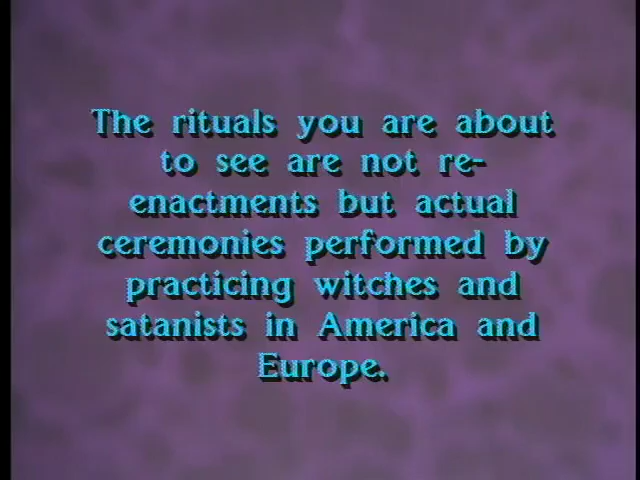 The rituals you are about
to see are not re-
enactments but actual
ceremonies performed by
practicing witches and
satanists in America and
Europe.